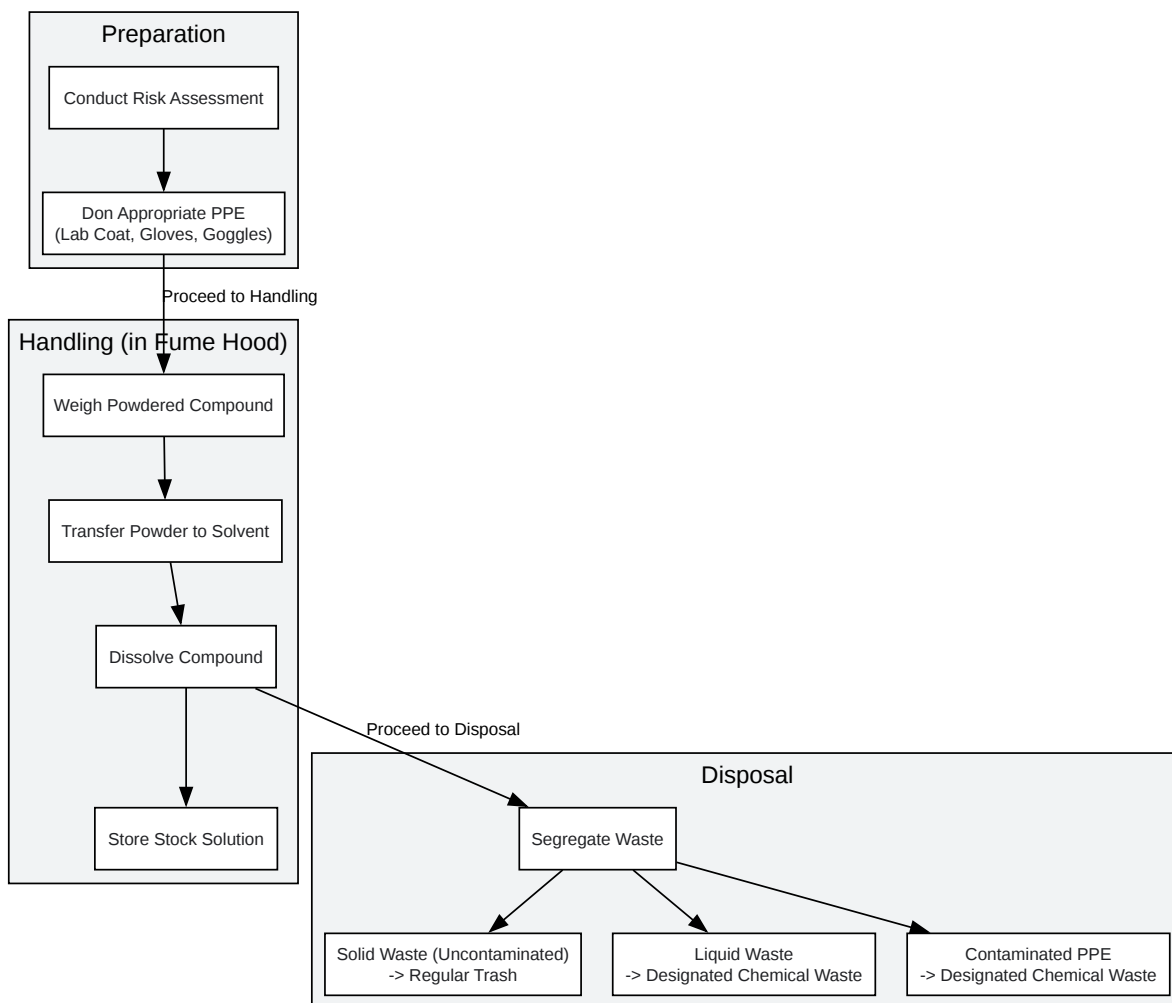 Preparation
Conduct Risk Assessment
Don Appropriate PPE
(Lab Coat, Gloves, Goggles)
Proceed to Handling
Handling (in Fume Hood)
Weigh Powdered Compound
Transfer Powder to Solvent
Dissolve Compound
Proceed to Disposal
Store Stock Solution
Disposal
Segregate Waste
Solid Waste (Uncontaminated)
-> Regular Trash
Liquid Waste
-> Designated Chemical Waste
Contaminated PPE
-> Designated Chemical Waste